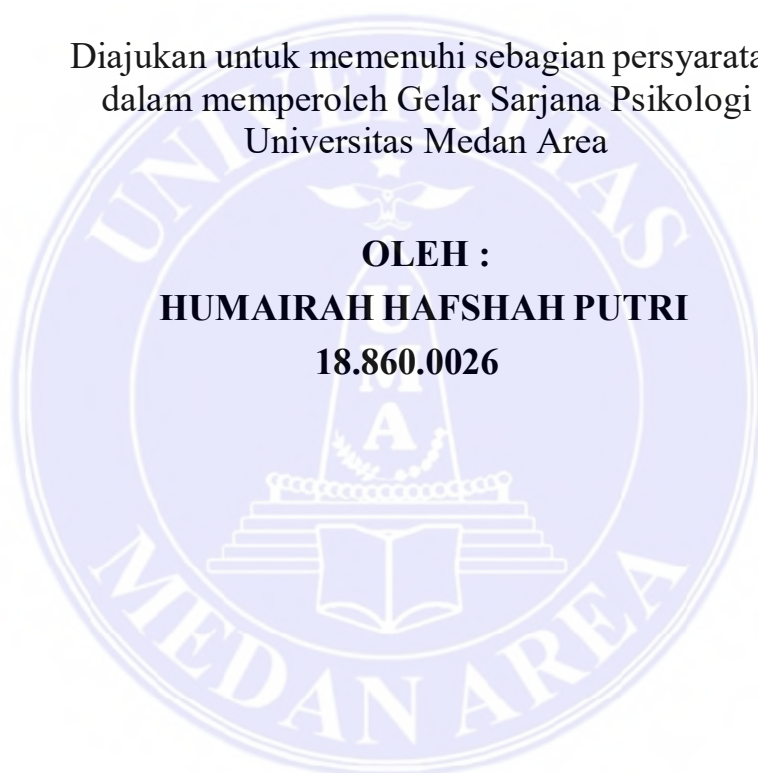 Diajukan untuk memenuhi sebagian persyarata
dalam memperoleh Gelar Sarjana Psikologi
Universitas Medan Area
OLEH :
HUMAIRAH HAFSHAH PUTRI
18.860.0026
UNIVERSITAS
UMA
MEDAN AREA